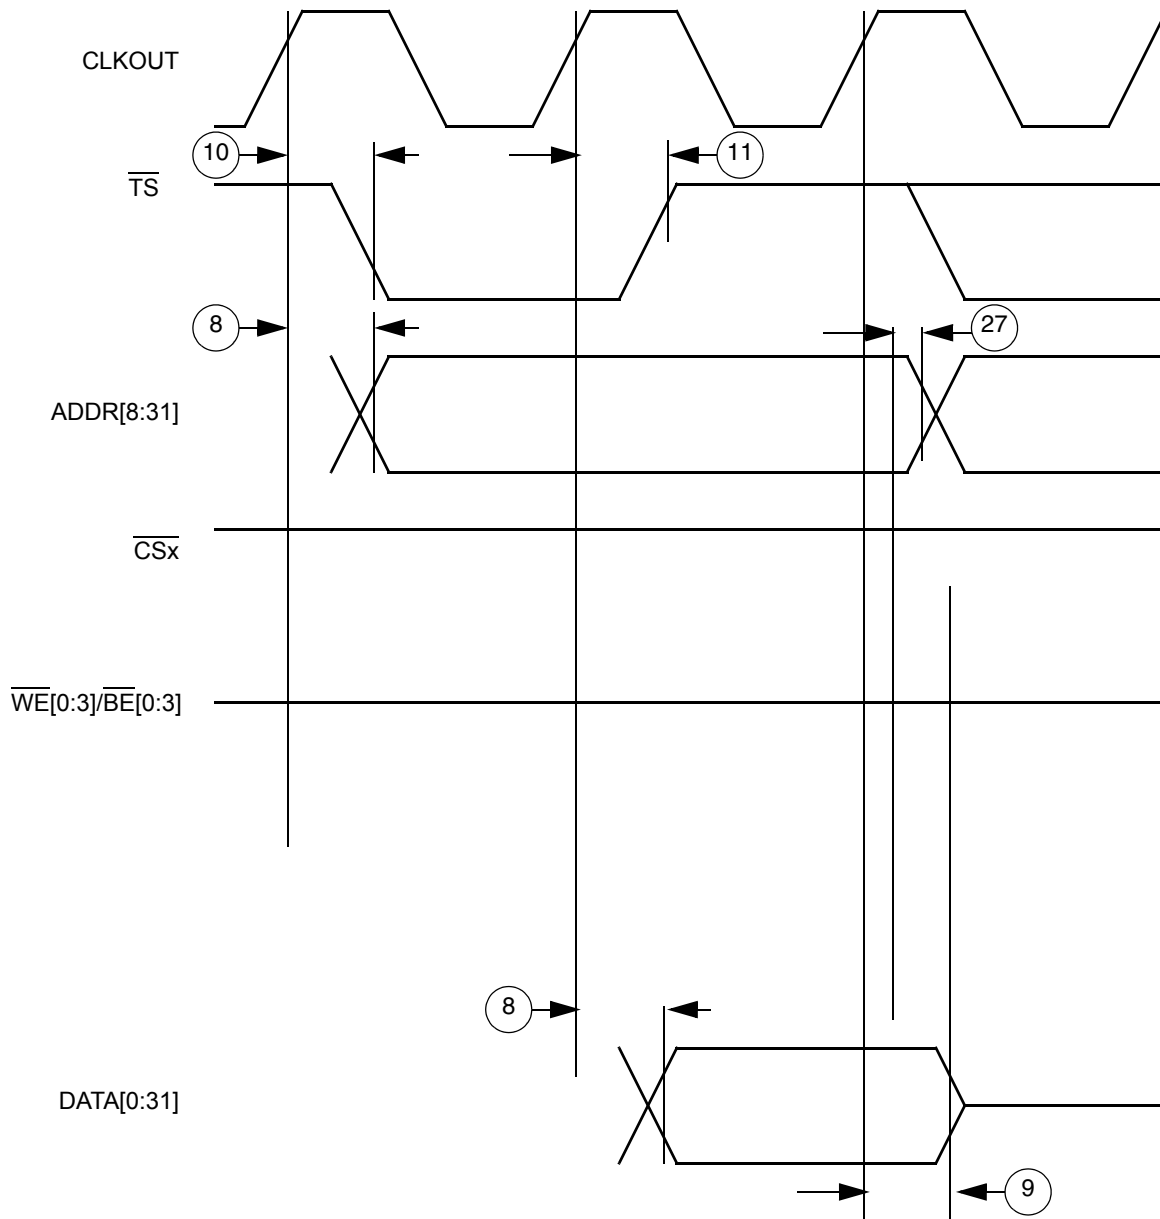 CLKOUT
10
11
TS
8
27
ADDR[8:31]
CSx
WE[0:3]/BE[0:3]
8
DATA[0:31]
9